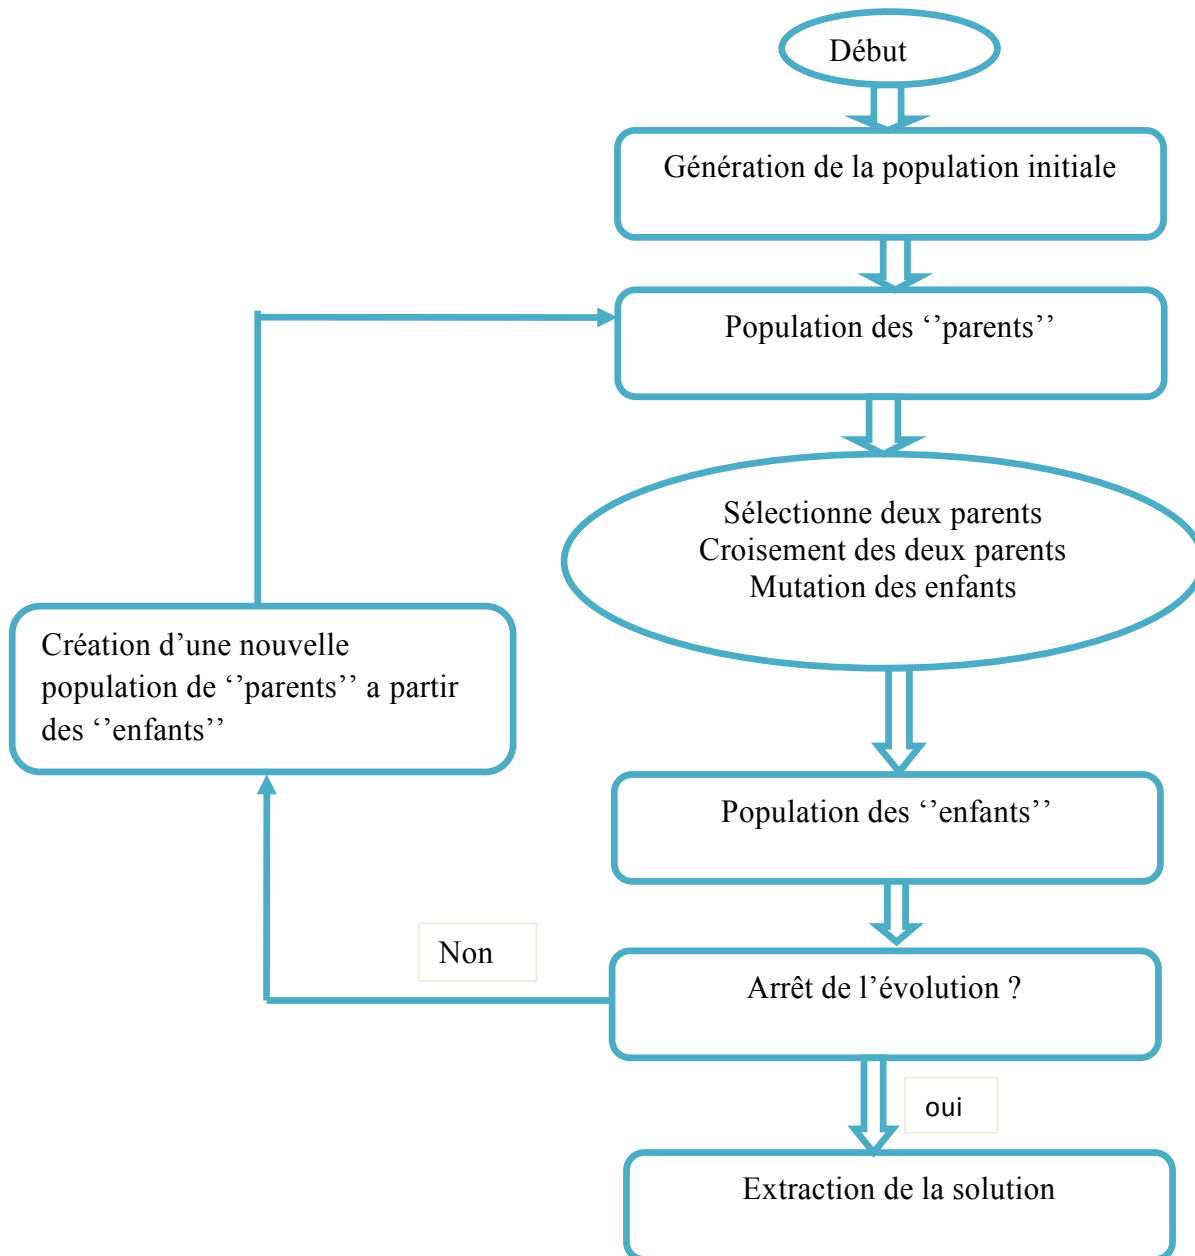 Début
Génération de la population initiale
Population des ‘’parents’’
Sélectionne deux parents
Croisement des deux parents
Mutation des enfants
Création d’une nouvelle
population de ‘’parents’’ a partir
des ‘’enfants’’
Population des ‘’enfants’’
Non
Arrêt de l’évolution ?
oui
Extraction de la solution